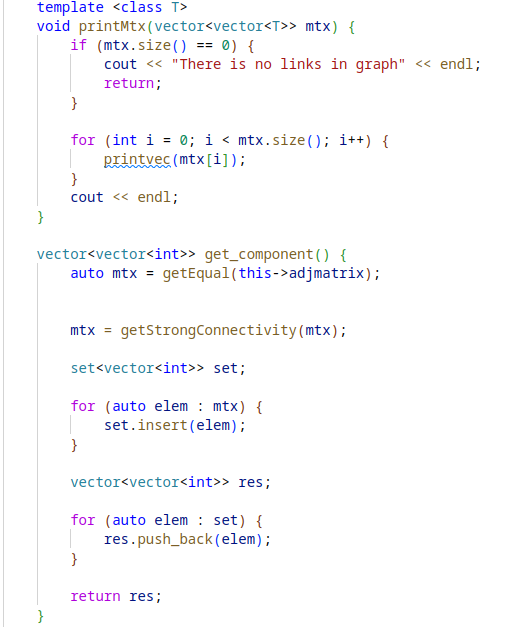 template <class T>
void printMtx(vector<vector<T>> mtx) {
    if (mtx.size() == 0) {
        cout << "There is no links in graph" << endl;
        return;
    }

    for (int i = 0; i < mtx.size(); i++) {
        printvec(mtx[i]);
    }
    cout << endl;
}

vector<vector<int>> get_component() {
    auto mtx = getEqual(this->adjmatrix);


    mtx = getStrongConnectivity(mtx);

    set<vector<int>> set;

    for (auto elem : mtx) {
        set.insert(elem);
    }

    vector<vector<int>> res;

    for (auto elem : set) {
        res.push_back(elem);
    }

    return res;
}